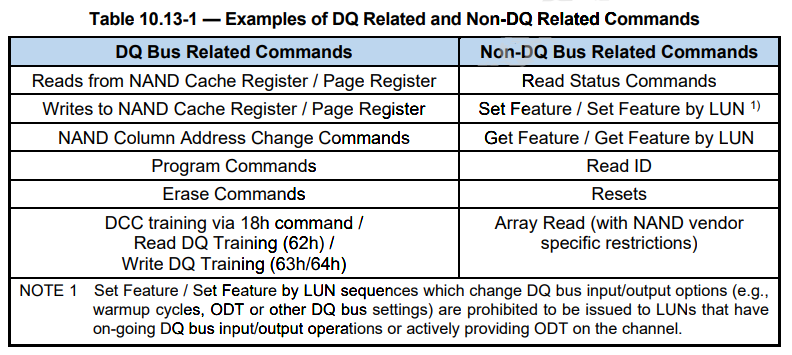 Table 10.13-1 — Examples of DQ Related and Non-DQ Related Commands
DQ Bus Related Commands
Non-DQ Bus Related Commands
Reads from NAND Cache Register / Page Register
Read Status Commands
Writes to NAND Cache Register / Page Register
Set Feature / Set Feature by LUN 1)
NAND Column Address Change Commands
Get Feature / Get Feature by LUN
Program Commands
Read ID
Erase Commands
Resets
DCC training via 18h command /
Read DQ Training (62h) /
Write DQ Training (63h/64h)
Array Read (with NAND vendor
specific restrictions)
NOTE 1 Set Feature / Set Feature by LUN sequences which change DQ bus input/output options (e.g.,
warmup cycles, ODT or other DQ bus settings) are prohibited to be issued to LUNs that have
on-going DQ bus input/output operations or actively providing ODT on the channel.